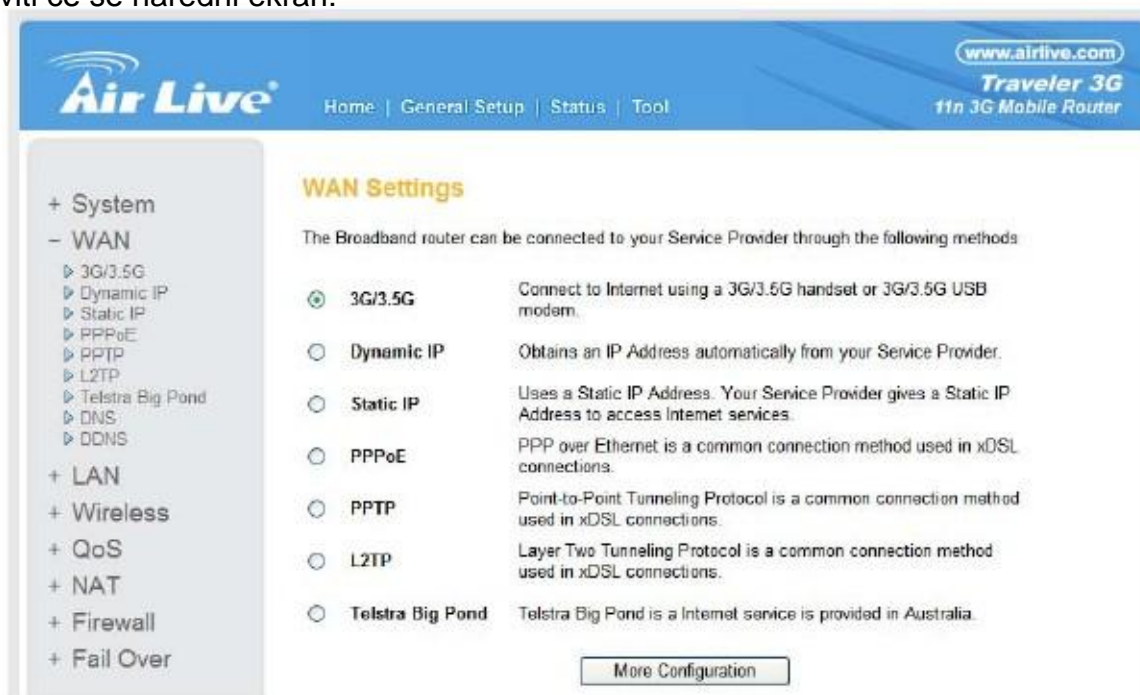 viti će se naredni ekran:
Air Live
Home | General Setup | Status | Tool
www.airlive.com
Traveler 3G
11n 3G Mobile Router
+ System
- WAN
3G/3.5G
Dynamic IP
Static IP
PPPoE
PPTP
L2TP
Telstra Big Pond
DNS
DDNS
+ LAN
+ Wireless
+ QoS
+ NAT
+ Firewall
+ Fail Over
WAN Settings
The Broadband router can be connected to your Service Provider through the following methods
3G/3.5G
Connect to Internet using a 3G/3.5G handset or 3G/3.5G USB
modem.
Dynamic IP
Obtains an IP Address automatically from your Service Provider.
Static IP
Uses a Static IP Address. Your Service Provider gives a Static IP
Address to access Internet services.
PPPoE
PPP over Ethernet is a common connection method used in xDSL
connections.
PPTP
Point-to-Point Tunneling Protocol is a common connection method
used in xDSL connections.
L2TP
Layer Two Tunneling Protocol is a common connection method
used in xDSL connections.
Telstra Big Pond
Telstra Big Pond is a Internet service is provided in Australia.
More Configuration